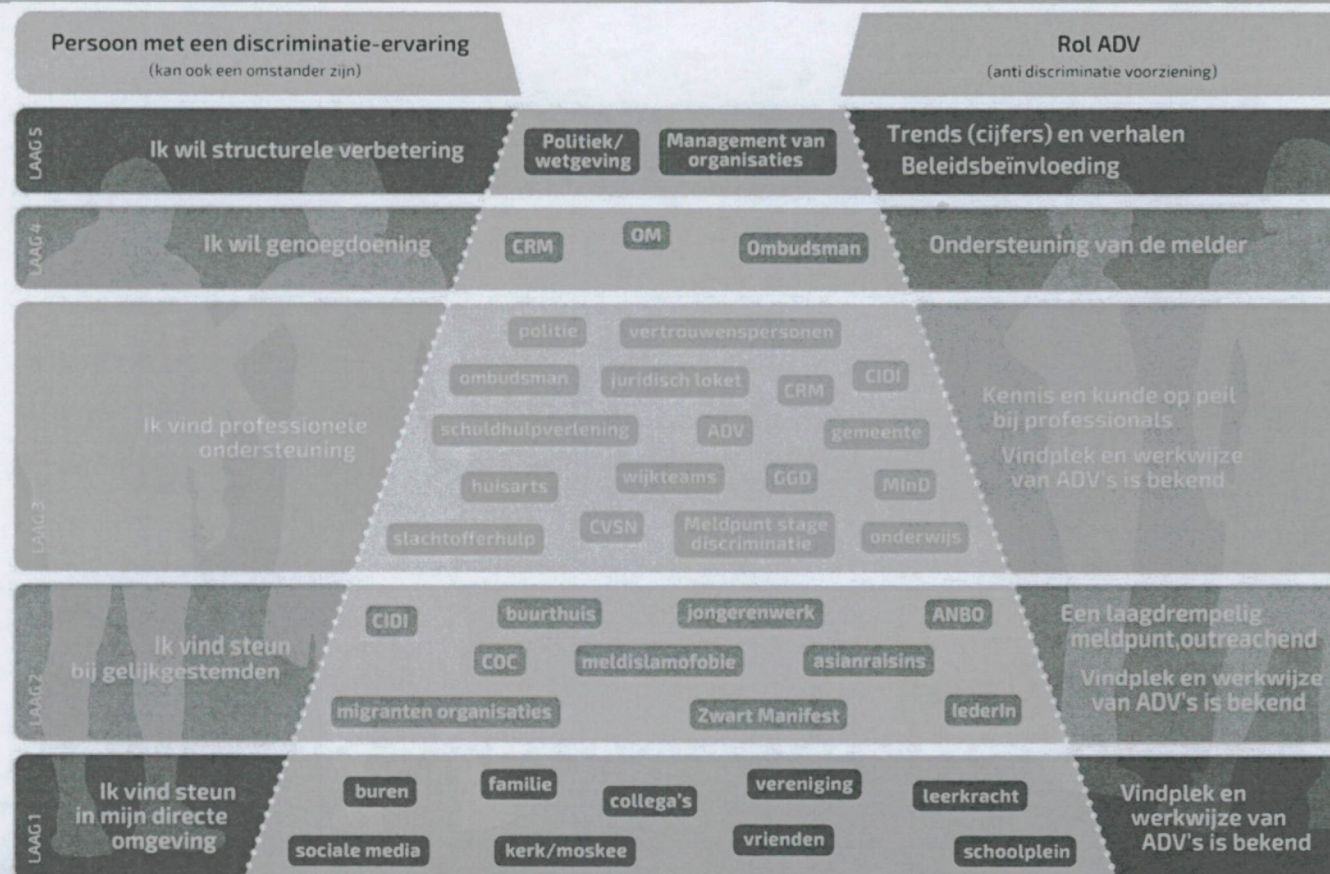 Persoon met een discriminatie-ervaring
(kan ook een omstander zijn)
Rol ADV
(anti discriminatie voorziening)
LAAG 5
Ik wil structurele verbetering
Politiek/
wetgeving
Management van
organisaties
Trends (cijfers) en verhalen
Beleidsbeïnvloeding
LAAG 4
Ik wil genoegdoening
CRM
OM
Ombudsman
Ondersteuning van de melder
LAAG 3
Ik vind professionele
ondersteuning
politie
vertrouwenspersonen
ombudsman
juridisch loket
CRM
CIDI
schuldhulpverlening
ADV
gemeente
huisarts
wijkteams
GGD
MInD
slachtofferhulp
CVSN
Meldpunt stage
discriminatie
onderwijs
Kennis en kunde op peil
bij professionals
Vindplek en werkwijze
van ADV's is bekend
LAAG 2
Ik vind steun
bij gelijkgestemden
CIDI
buurthuis
jongerenwerk
ANBO
COC
meldislamofobie
asianraisins
migranten organisaties
Zwart Manifest
IederIn
Een laagdrempelig
meldpunt,outreachend
Vindplek en werkwijze
van ADV's is bekend
LAAG 1
Ik vind steun
in mijn directe
omgeving
buren
familie
collega's
vereniging
leerkracht
sociale media
kerk/moskee
vrienden
schoolplein
Vindplek en
werkwijze van
ADV's is bekend